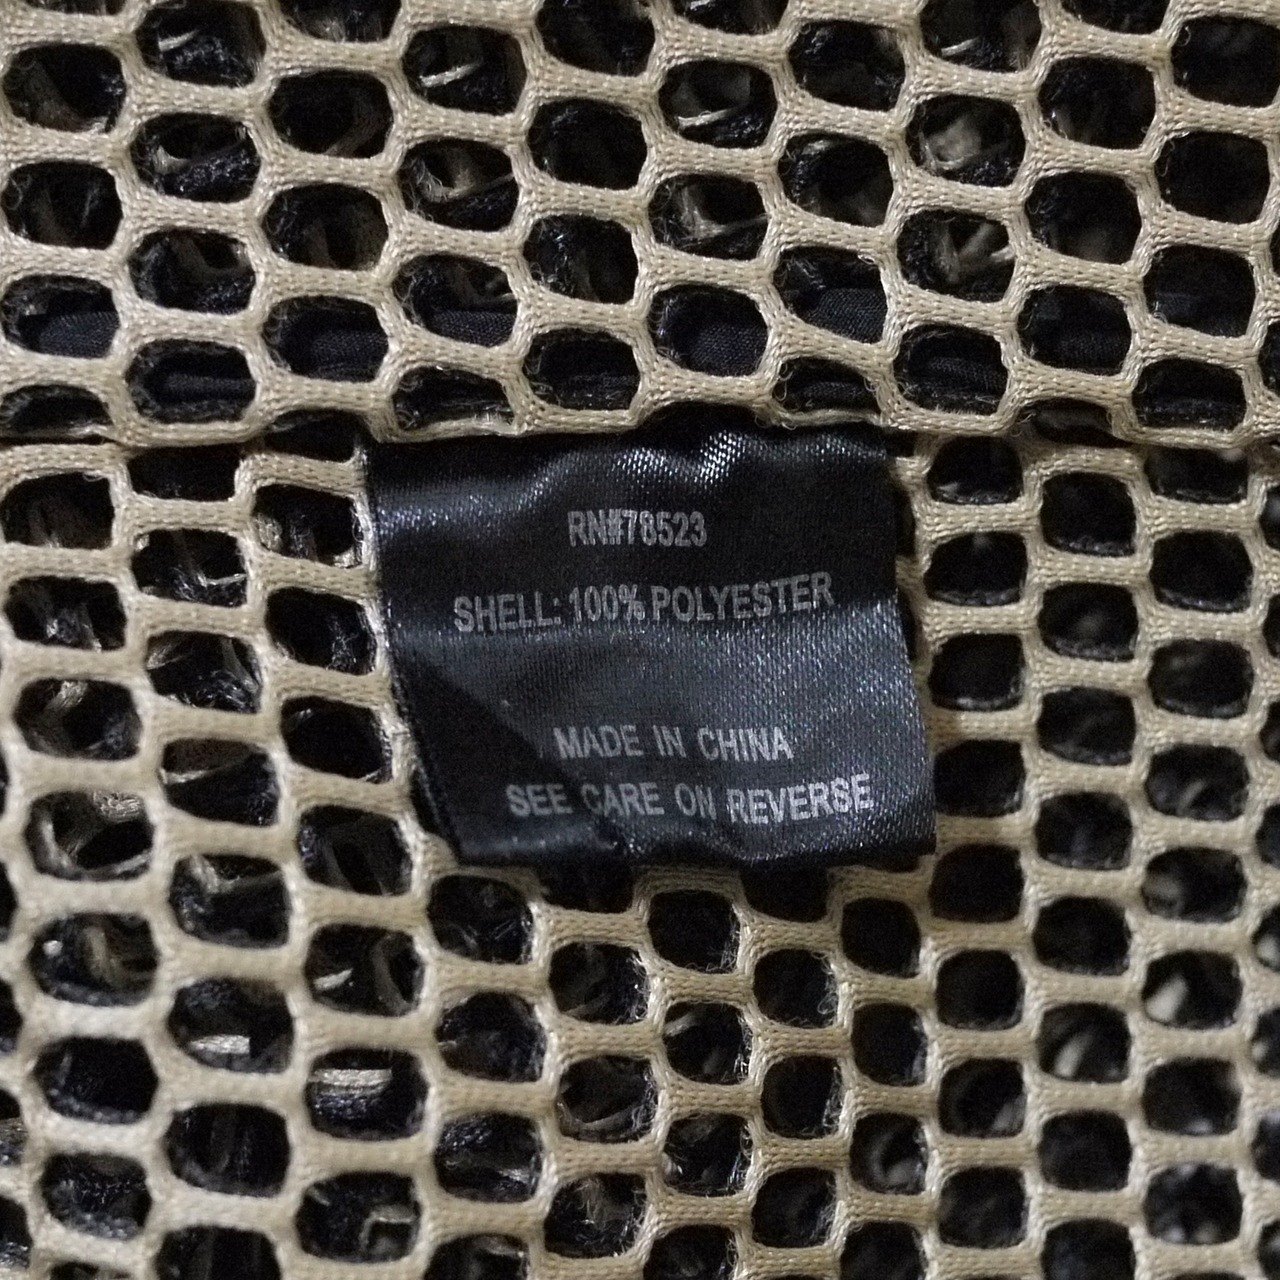 RN#78523
SHELL: 100% POLYESTER
MADE IN CHINA
SEE CARE ON REVERSE